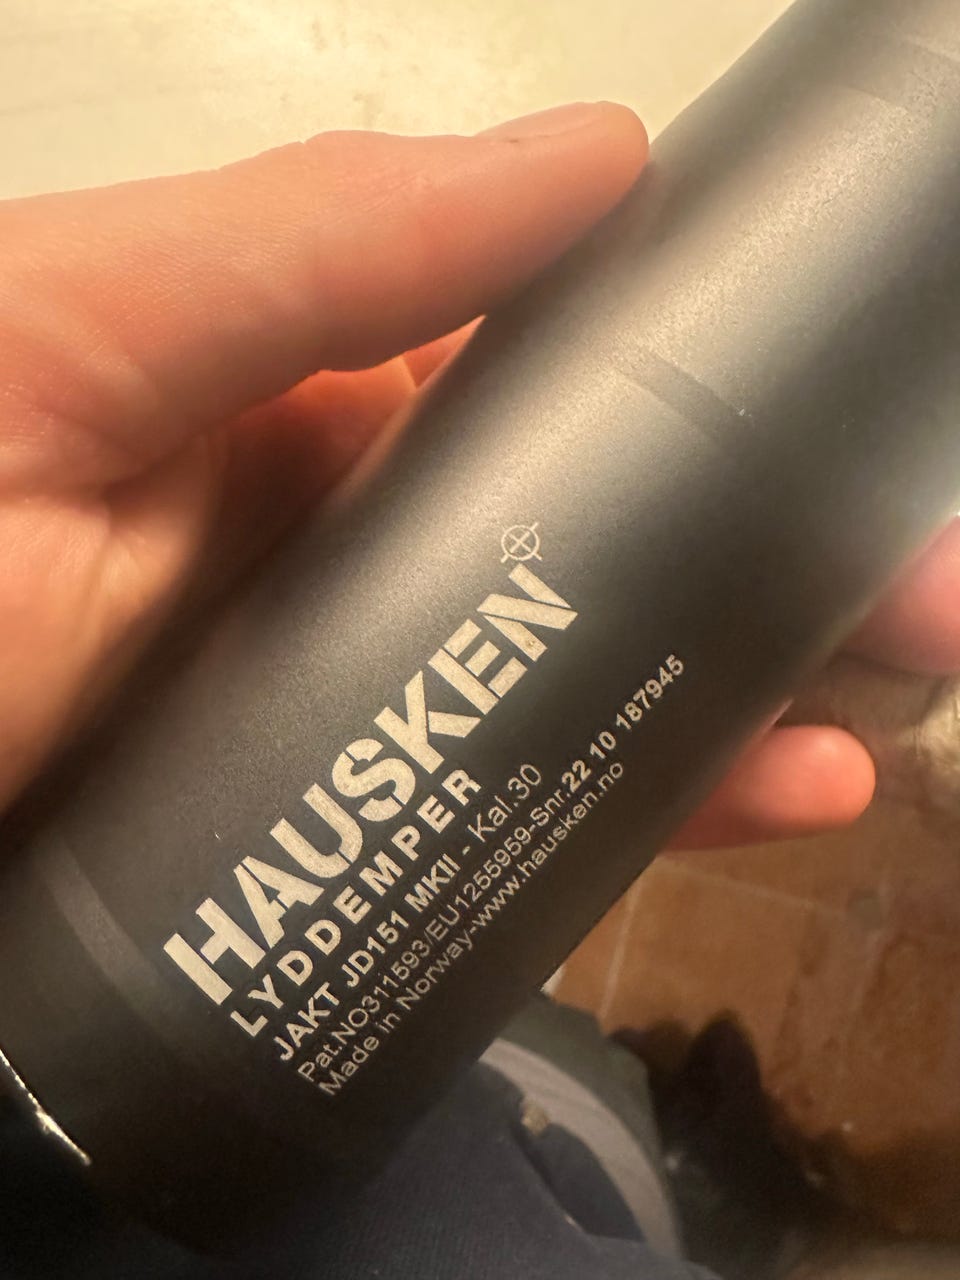 HAUSKEN
LYDDEMPER
JAKT JD151 MKII - Kal.30
Pat.NO311593/EU1255959-Snr.22 10 187945
Made in Norway-www.hausken.no